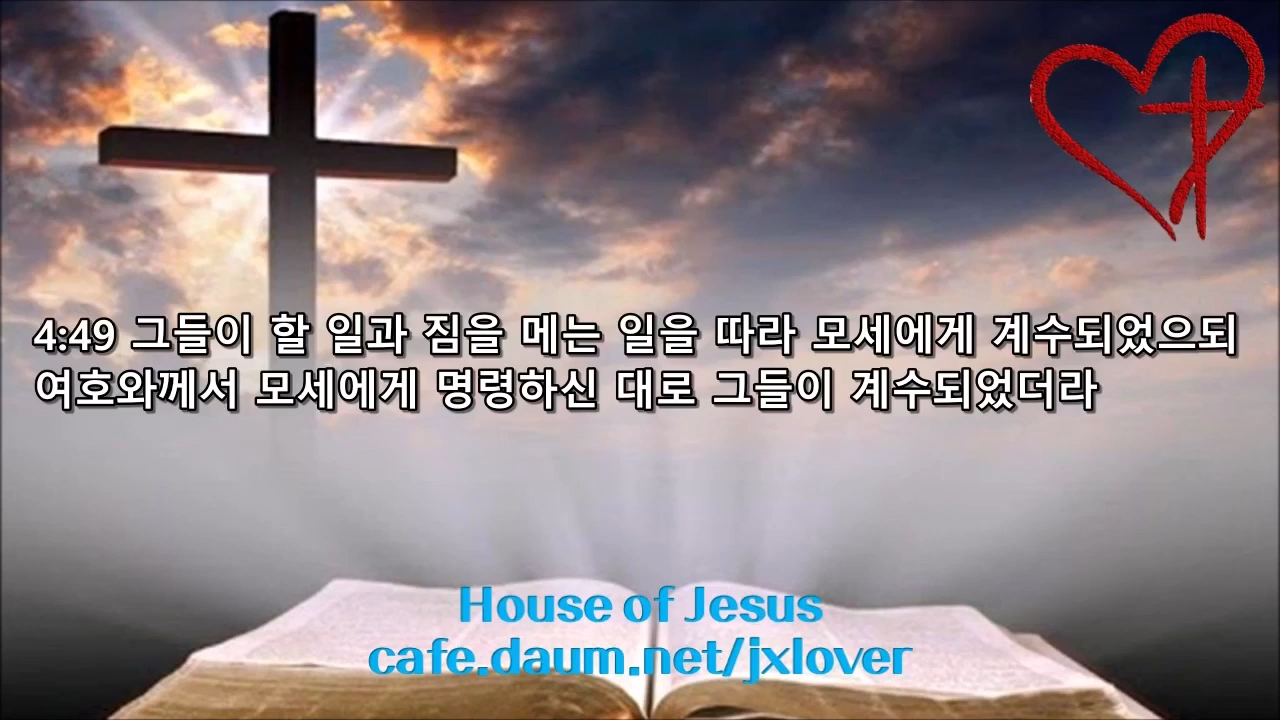 4:49 그들이 할 일과 짐을 메는 일을 따라 모세에게 계수되었으되
여호와께서 모세에게 명령하신 대로 그들이 계수되었더라
House of Jesus
cafe.daum.net/jxlover